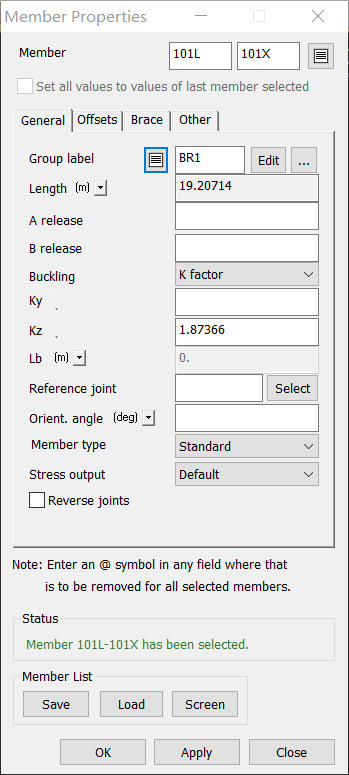 Member Properties
Member 101L 101X
Set all values to values of last member selected
General Offsets Brace Other
Group label BR1 Edit ...
Length (m) 19.20714
A release
B release
Buckling K factor
Ky
Kz 1.87366
Lb (m) 0.
Reference joint Select
Orient. angle (deg)
Member type Standard
Stress output Default
Reverse joints
Note: Enter an @ symbol in any field where that
is to be removed for all selected members.
Status
Member 101L-101X has been selected.
Member List
Save Load Screen
OK Apply Close